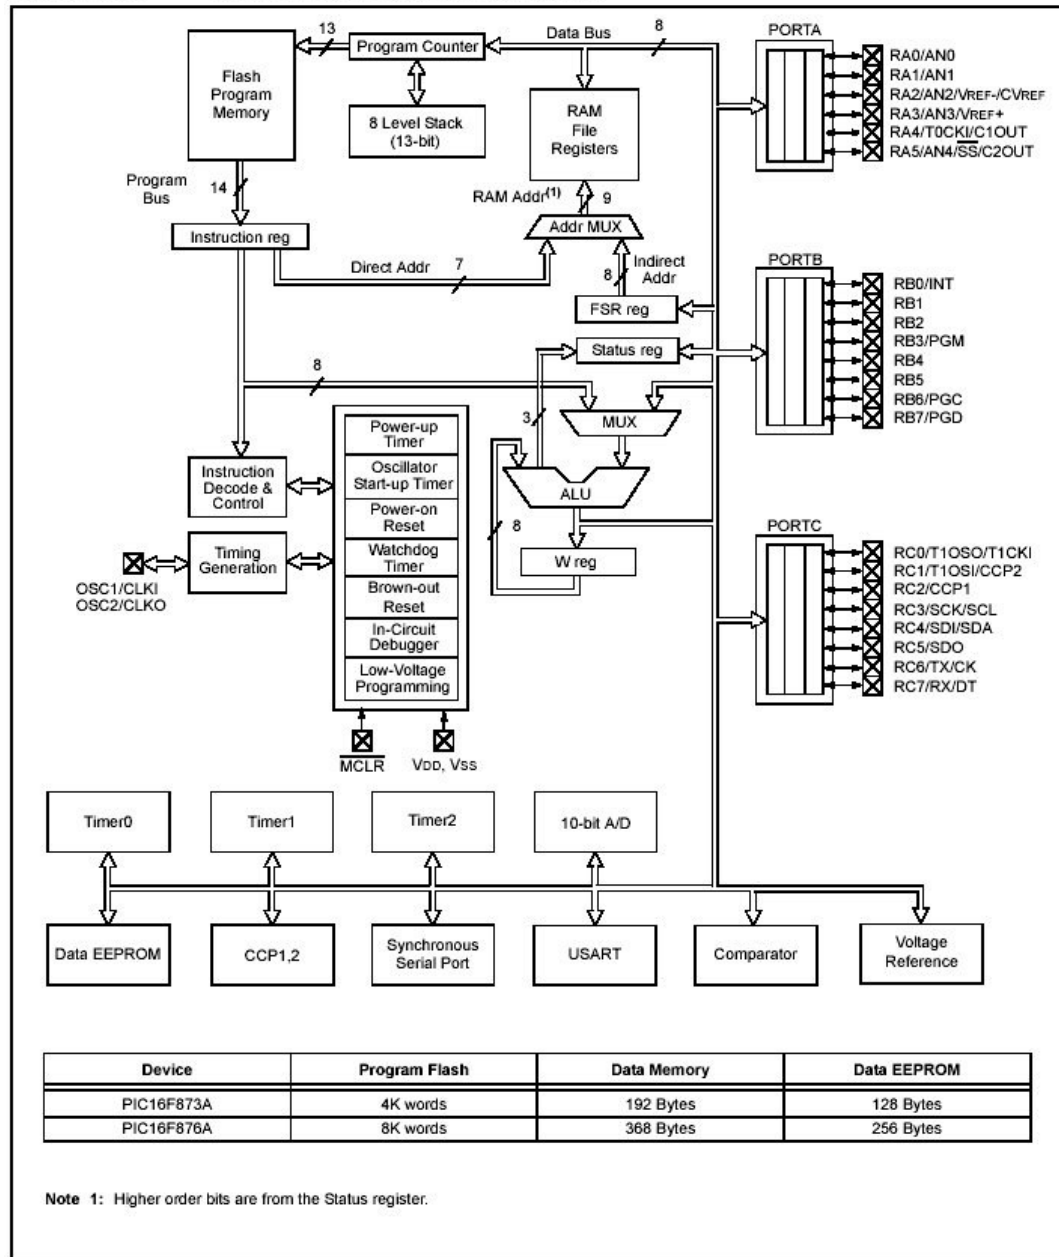 13
Program Counter
Data Bus
8
PORTA
Flash
Program
Memory
8 Level Stack
(13-bit)
RAM
File
Registers
RA0/AN0
RA1/AN1
RA2/AN2/VREF-/CVREF
RA3/AN3/VREF+
RA4/T0CKI/C1OUT
RA5/AN4/SS/C2OUT
Program
Bus
14
RAM Addr(1)
9
Instruction reg
Addr MUX
Direct Addr
7
8
Indirect
Addr
FSR reg
Status reg
PORTB
RB0/INT
RB1
RB2
RB3/PGM
RB4
RB5
RB6/PGC
RB7/PGD
8
3
MUX
Power-up
Timer
Oscillator
Start-up Timer
Power-on
Reset
Watchdog
Timer
Brown-out
Reset
In-Circuit
Debugger
Low-Voltage
Programming
Instruction
Decode &
Control
Timing
Generation
OSC1/CLKI
OSC2/CLKO
ALU
8
W reg
PORTC
RC0/T1OSO/T1CKI
RC1/T1OSI/CCP2
RC2/CCP1
RC3/SCK/SCL
RC4/SDI/SDA
RC5/SDO
RC6/TX/CK
RC7/RX/DT
MCLR
VDD, VSS
Timer0
Timer1
Timer2
10-bit A/D
Data EEPROM
CCP1,2
Synchronous
Serial Port
USART
Comparator
Voltage
Reference
Device Program Flash Data Memory Data EEPROM
PIC16F873A 4K words 192 Bytes 128 Bytes
PIC16F876A 8K words 368 Bytes 256 Bytes
Note 1: Higher order bits are from the Status register.